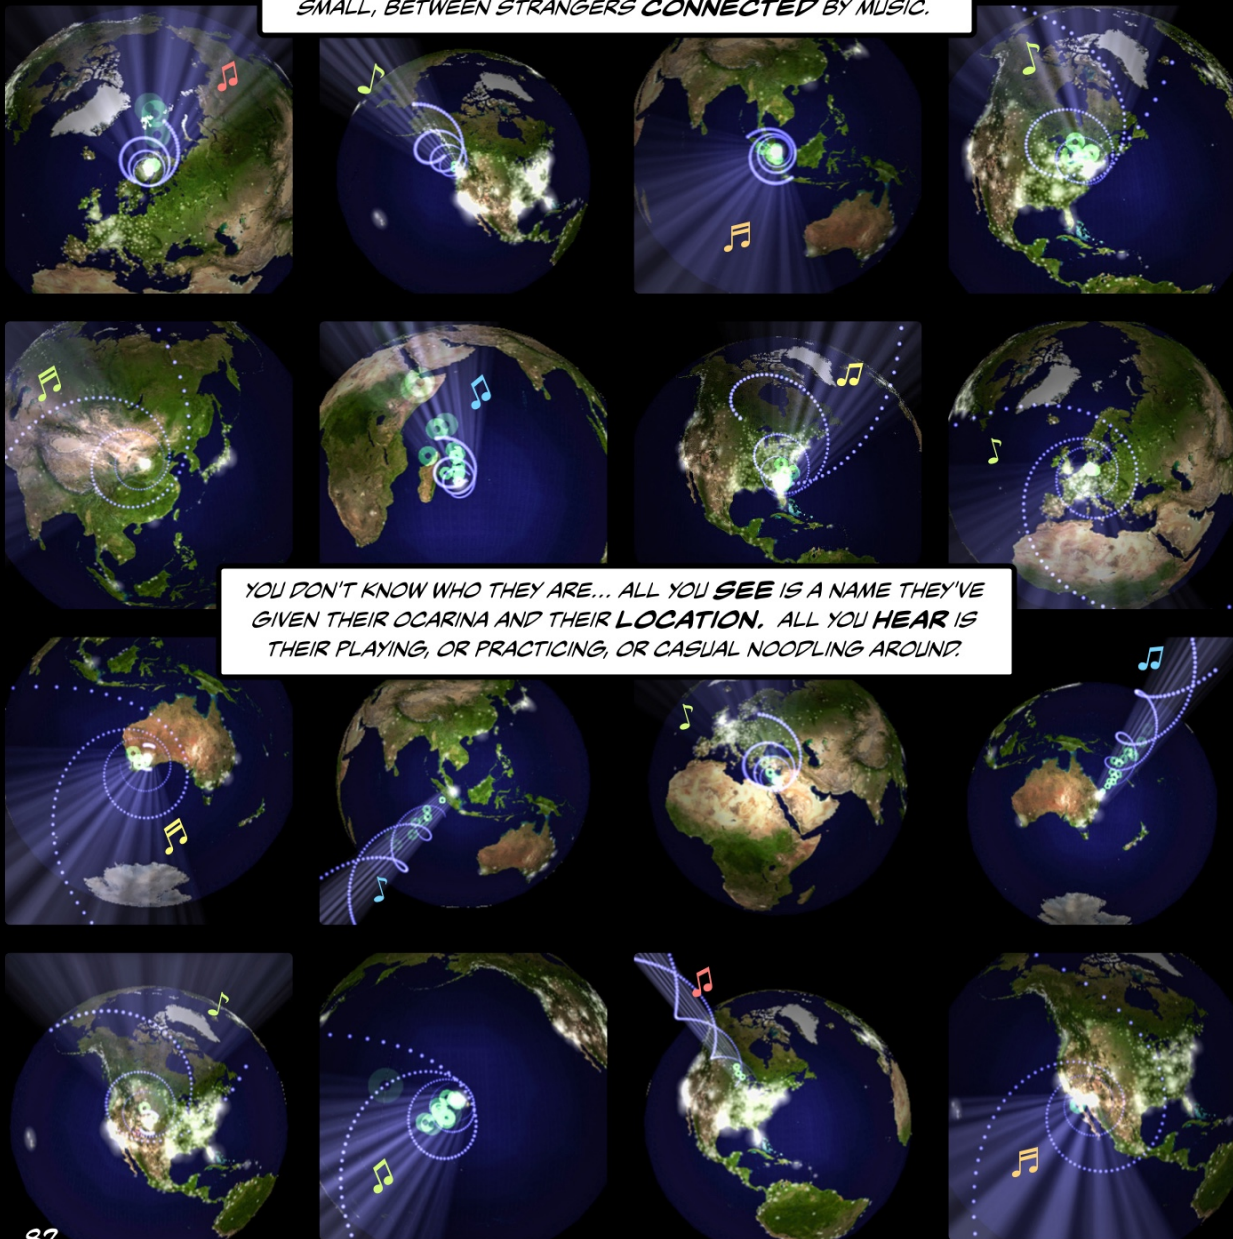 SMALL, BETWEEN STRANGERS CONNECTED BY MUSIC.
YOU DON'T KNOW WHO THEY ARE... ALL YOU SEE IS A NAME THEY'VE
GIVEN THEIR OCARINA AND THEIR LOCATION. ALL YOU HEAR IS
THEIR PLAYING, OR PRACTICING, OR CASUAL NOODLING AROUND.